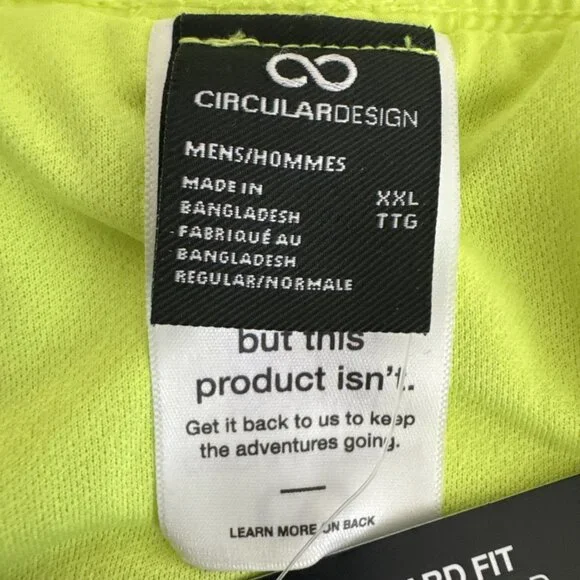 CIRCULARDESIGN
MENS/HOMMES
MADE IN
BANGLADESH
FABRIQUÉ AU
BANGLADESH
REGULAR/NORMALE
XXL
TTG
but this
product isn't.
Get it back to us to keep
the adventures going.
LEARN MORE ON BACK
FIT